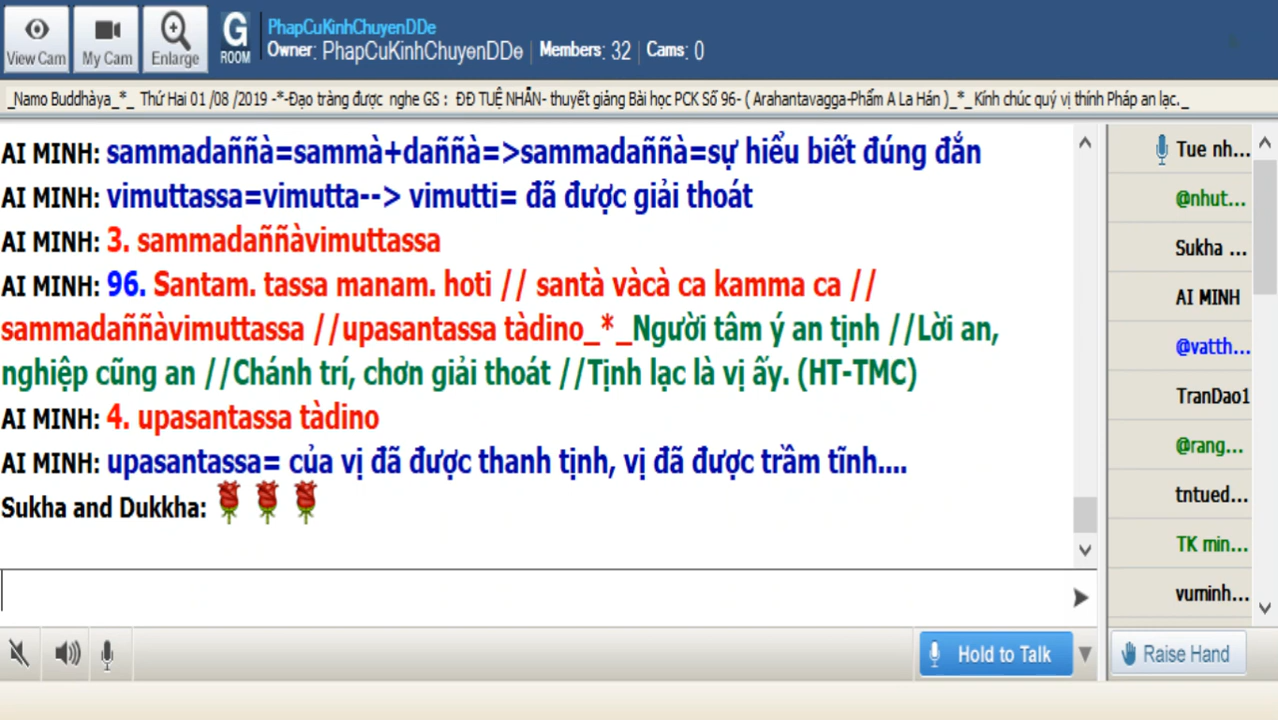 View Cam
My Cam
Enlarge
G
ROOM
PhapCuKinhChuyenDDe
Owner: PhapCuKinhChuyenDDe | Members: 32 | Cams: 0
_Namo Buddhàya_*_ Thứ Hai 01 /08 /2019 -*-Đạo tràng được nghe GS : ĐĐ TUỆ NHẪN- thuyết giảng Bài học PCK Số 96- ( Arahantavagga-Phẩm A La Hán )_*_Kính chúc quý vị thính Pháp an lạc._
AI MINH: sammadaññà=sammà+daññà=>sammadaññà=sự hiểu biết đúng đắn
AI MINH: vimuttassa=vimutta--> vimutti= đã được giải thoát
AI MINH: 3. sammadaññàvimuttassa
AI MINH: 96. Santam. tassa manam. hoti // santà vàcà ca kamma ca //
sammadaññàvimuttassa //upasantassa tàdino_*_Người tâm ý an tịnh //Lời an,
nghiệp cũng an //Chánh trí, chơn giải thoát //Tịnh lạc là vị ấy. (HT-TMC)
AI MINH: 4. upasantassa tàdino
AI MINH: upasantassa= của vị đã được thanh tịnh, vị đã được trầm tĩnh....
Sukha and Dukkha:
Tue nh...
@nhut...
Sukha ...
AI MINH
@vatth...
TranDao1
@rang...
tntued...
TK min...
vuminh...
Hold to Talk
Raise Hand